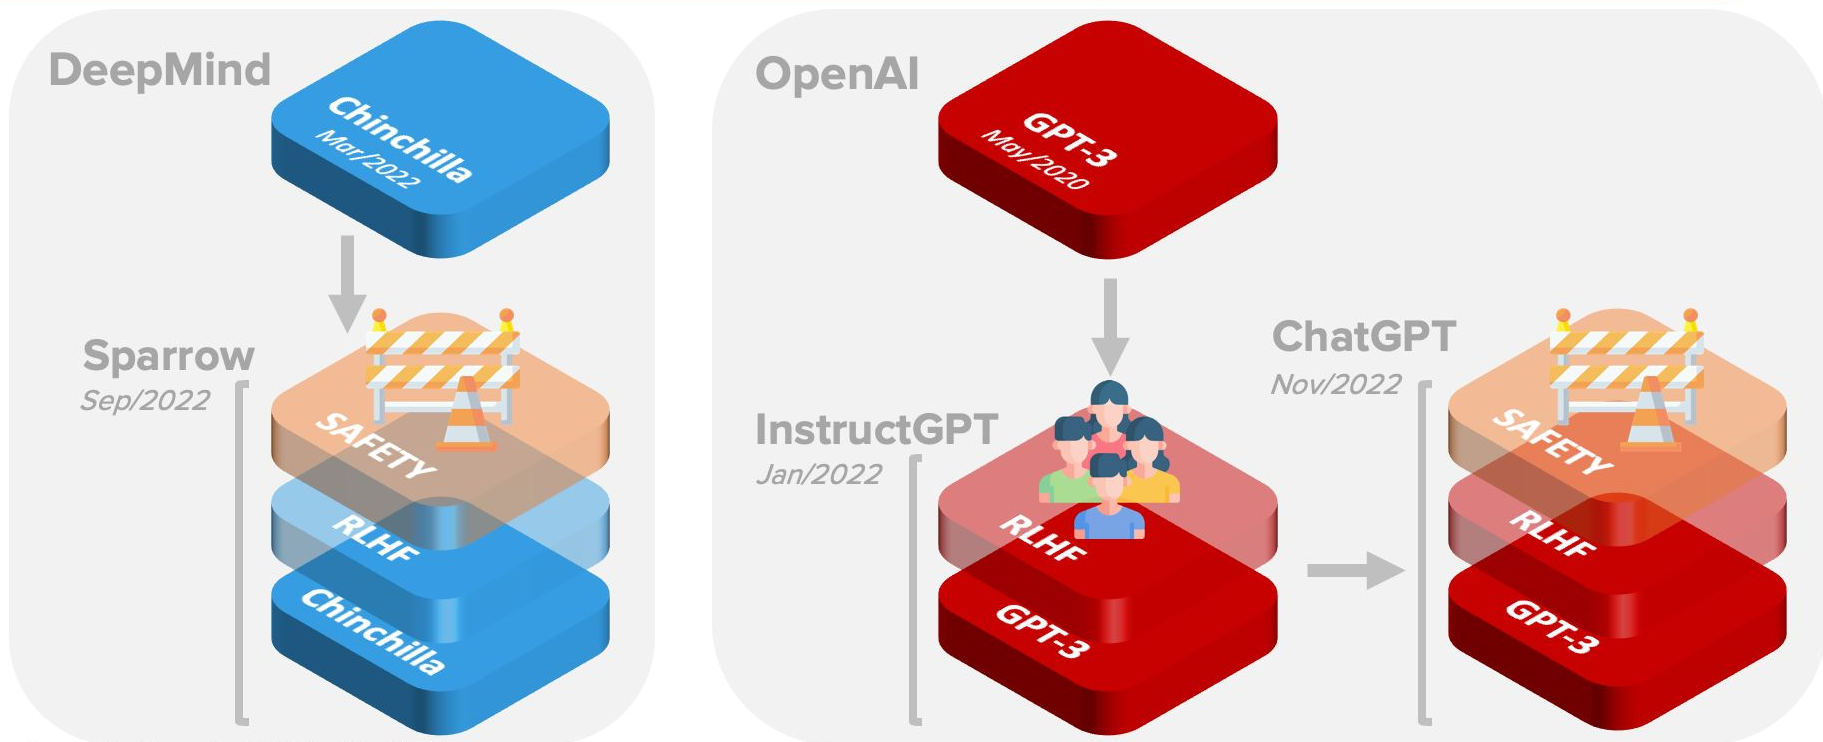 DeepMind
Chinchilla
Mar/2022
Sparrow
Sep/2022
SAFETY
RLHF
Chinchilla
OpenAI
GPT-3
May/2020
InstructGPT
Jan/2022
RLHF
GPT-3
ChatGPT
Nov/2022
SAFETY
RLHF
GPT-3